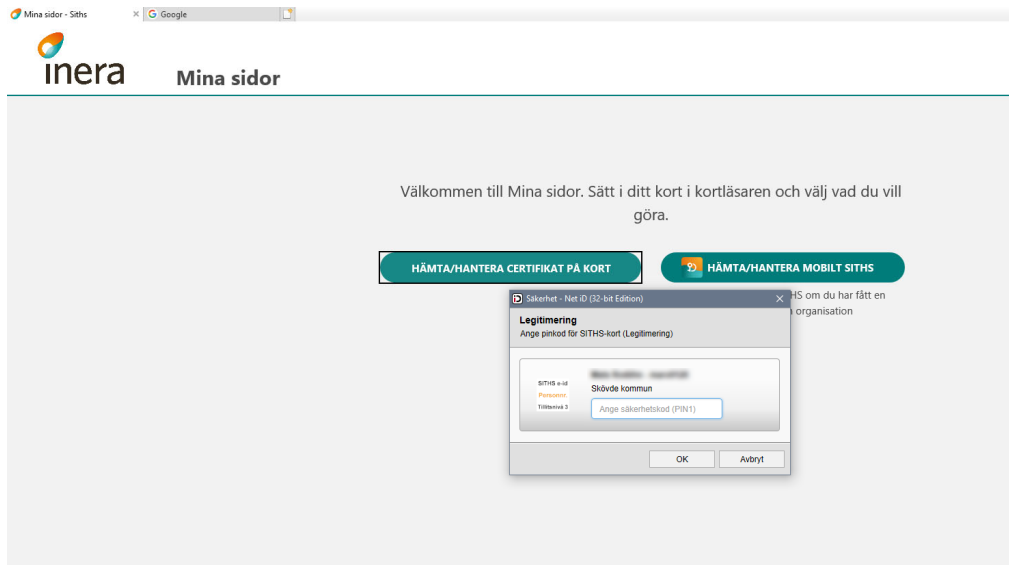 Mina sidor - Siths
Google
inera
Mina sidor
Välkommen till Mina sidor. Sätt i ditt kort i kortläsaren och välj vad du vill
göra.
HÄMTA/HANTERA CERTIFIKAT PÅ KORT
HÄMTA/HANTERA MOBILT SITHS
HS om du har fått en
organisation
Säkerhet - Net iD (32-bit Edition)
Legitimering
Ange pinkod för SITHS-kort (Legitimering)
SITHS e-id
Personnr
Tillitsnivå 3
Skövde kommun
Ange säkerhetskod (PIN1)
OK
Avbryt